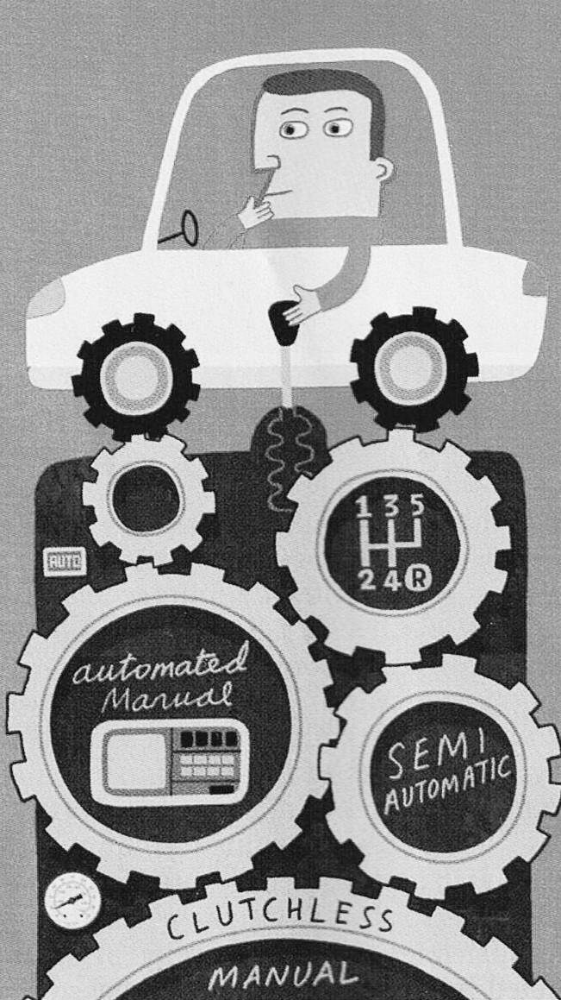 1 3 5
2 4 R
AUTO
automated
Manual
SEMI
AUTOMATIC
CLUTCHLESS
MANUAL